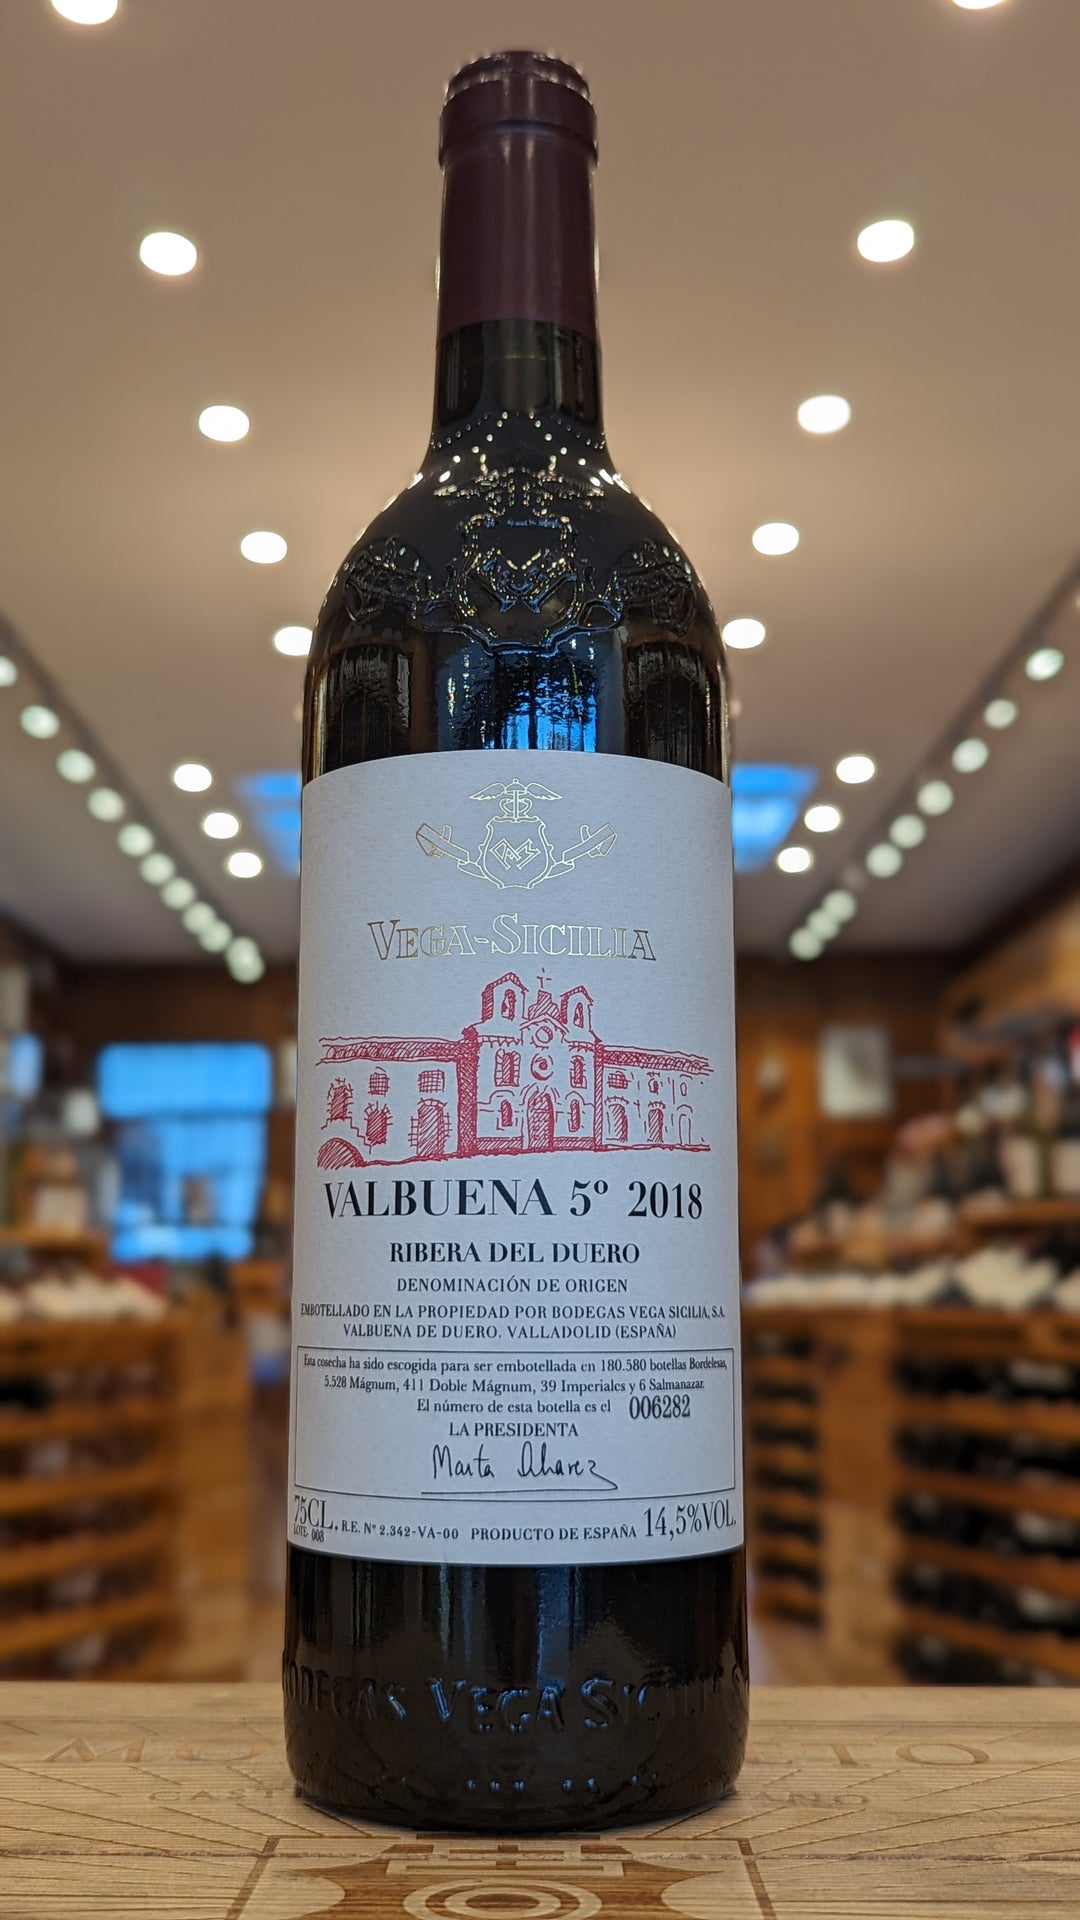 VEGA-SICILIA
VALBUENA 5º 2018
RIBERA DEL DUERO
DENOMINACIÓN DE ORIGEN
EMBOTELLADO EN LA PROPIEDAD POR BODEGAS VEGA SICILIA, S.A.
VALBUENA DE DUERO. VALLADOLID (ESPAÑA)
Esta cosecha ha sido escogida para ser embotellada en 180.580 botellas Bordelesas,
5.528 Mágnum, 411 Doble Mágnum, 39 Imperiales y 6 Salmanazar.
El número de esta botella es el 006282
LA PRESIDENTA
Marta Alvarez
75CL. R.E. Nº 2.342-VA-00 PRODUCTO DE ESPAÑA 14,5%VOL.
LOTE: 008
BODEGAS VEGA SICILIA